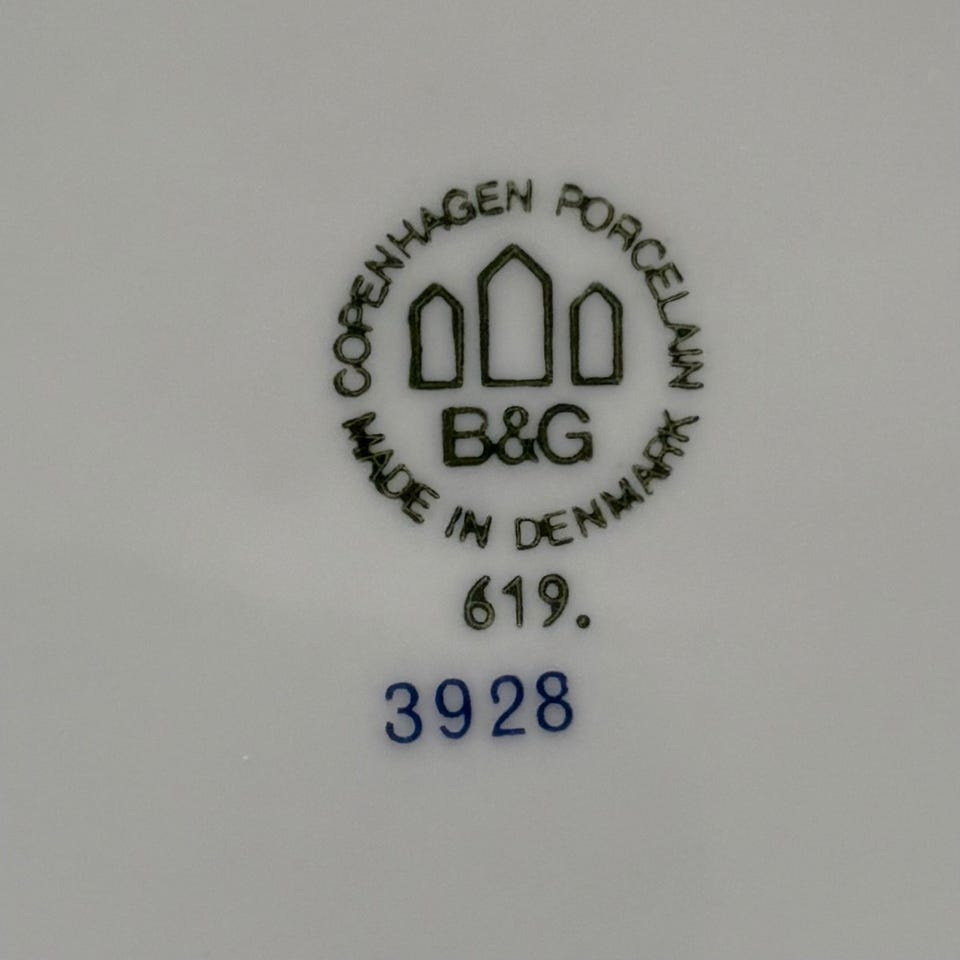 COPENHAGEN PORCELAIN
B&G
MADE IN DENMARK
619.
3928